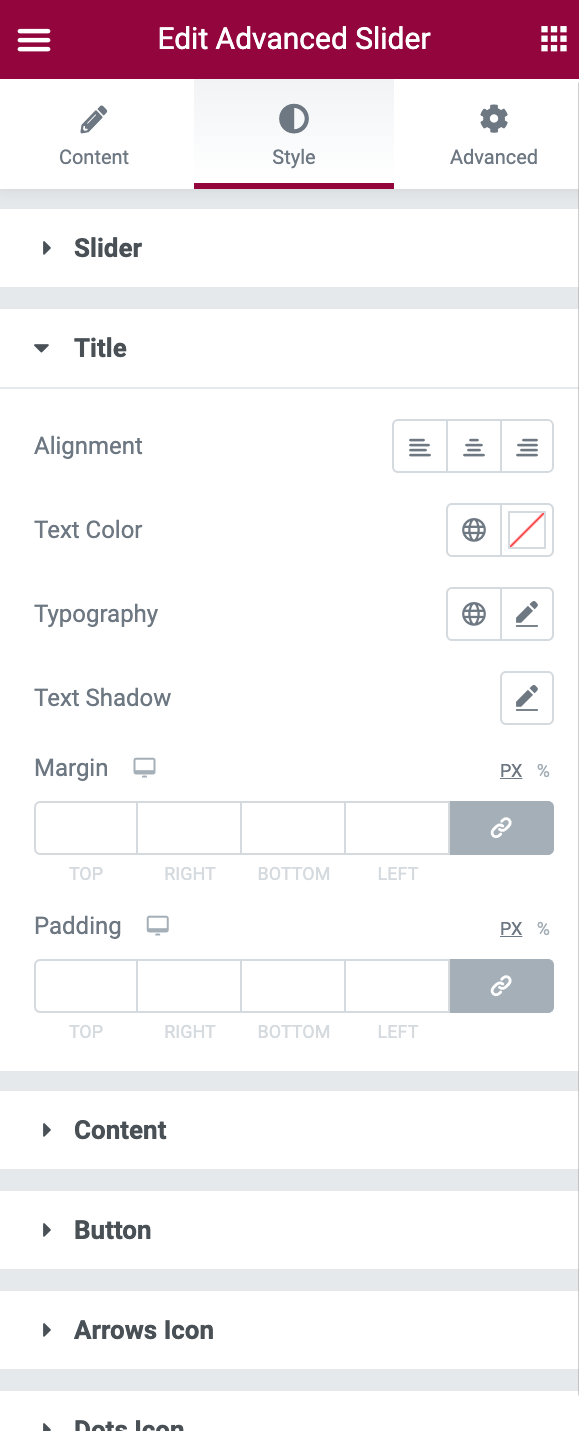 Edit Advanced Slider
Content Style Advanced
Slider
Title
Alignment
Text Color
Typography
Text Shadow
Margin PX %
TOP RIGHT BOTTOM LEFT
Padding PX %
TOP RIGHT BOTTOM LEFT
Content
Button
Arrows Icon
Dots Icon